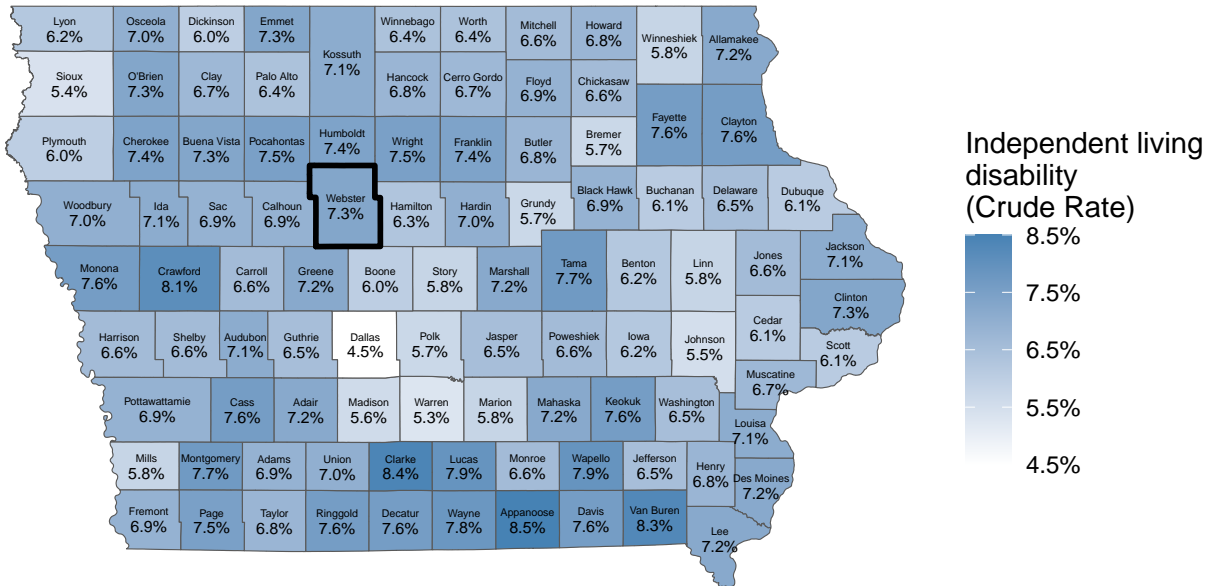 Lyon
6.2%
Osceola
7.0%
Dickinson
6.0%
Emmet
7.3%
Kossuth
7.1%
Winnebago
6.4%
Worth
6.4%
Mitchell
6.6%
Howard
6.8%
Winneshiek
5.8%
Allamakee
7.2%
Sioux
5.4%
O'Brien
7.3%
Clay
6.7%
Palo Alto
6.4%
Hancock
6.8%
Cerro Gordo
6.7%
Floyd
6.9%
Chickasaw
6.6%
Fayette
7.6%
Clayton
7.6%
Plymouth
6.0%
Cherokee
7.4%
Buena Vista
7.3%
Pocahontas
7.5%
Humboldt
7.4%
Wright
7.5%
Franklin
7.4%
Butler
6.8%
Bremer
5.7%
Woodbury
7.0%
Ida
7.1%
Sac
6.9%
Calhoun
6.9%
Webster
7.3%
Hamilton
6.3%
Hardin
7.0%
Grundy
5.7%
Black Hawk
6.9%
Buchanan
6.1%
Delaware
6.5%
Dubuque
6.1%
Monona
7.6%
Crawford
8.1%
Carroll
6.6%
Greene
7.2%
Boone
6.0%
Story
5.8%
Marshall
7.2%
Tama
7.7%
Benton
6.2%
Linn
5.8%
Jones
6.6%
Jackson
7.1%
Clinton
7.3%
Harrison
6.6%
Shelby
6.6%
Audubon
7.1%
Guthrie
6.5%
Dallas
4.5%
Polk
5.7%
Jasper
6.5%
Poweshiek
6.6%
Iowa
6.2%
Johnson
5.5%
Cedar
6.1%
Scott
6.1%
Muscatine
6.7%
Pottawattamie
6.9%
Cass
7.6%
Adair
7.2%
Madison
5.6%
Warren
5.3%
Marion
5.8%
Mahaska
7.2%
Keokuk
7.6%
Washington
6.5%
Louisa
7.1%
Mills
5.8%
Montgomery
7.7%
Adams
6.9%
Union
7.0%
Clarke
8.4%
Lucas
7.9%
Monroe
6.6%
Wapello
7.9%
Jefferson
6.5%
Henry
6.8%
Des Moines
7.2%
Fremont
6.9%
Page
7.5%
Taylor
6.8%
Ringgold
7.6%
Decatur
7.6%
Wayne
7.8%
Appanoose
8.5%
Davis
7.6%
Van Buren
8.3%
Lee
7.2%
Independent living
disability
(Crude Rate)
8.5%
7.5%
6.5%
5.5%
4.5%